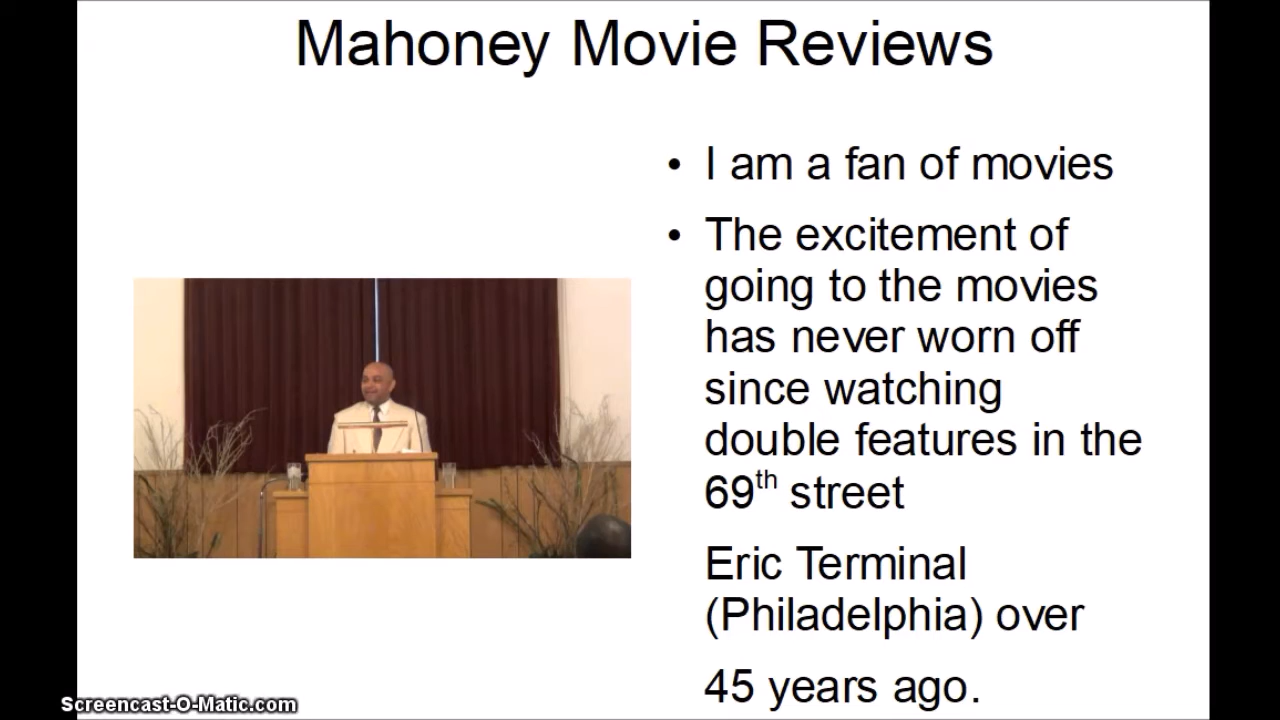 Mahoney Movie Reviews
• I am a fan of movies
• The excitement of
going to the movies
has never worn off
since watching
double features in the
69th street
Eric Terminal
(Philadelphia) over
45 years ago.
Screencast-O-Matic.com